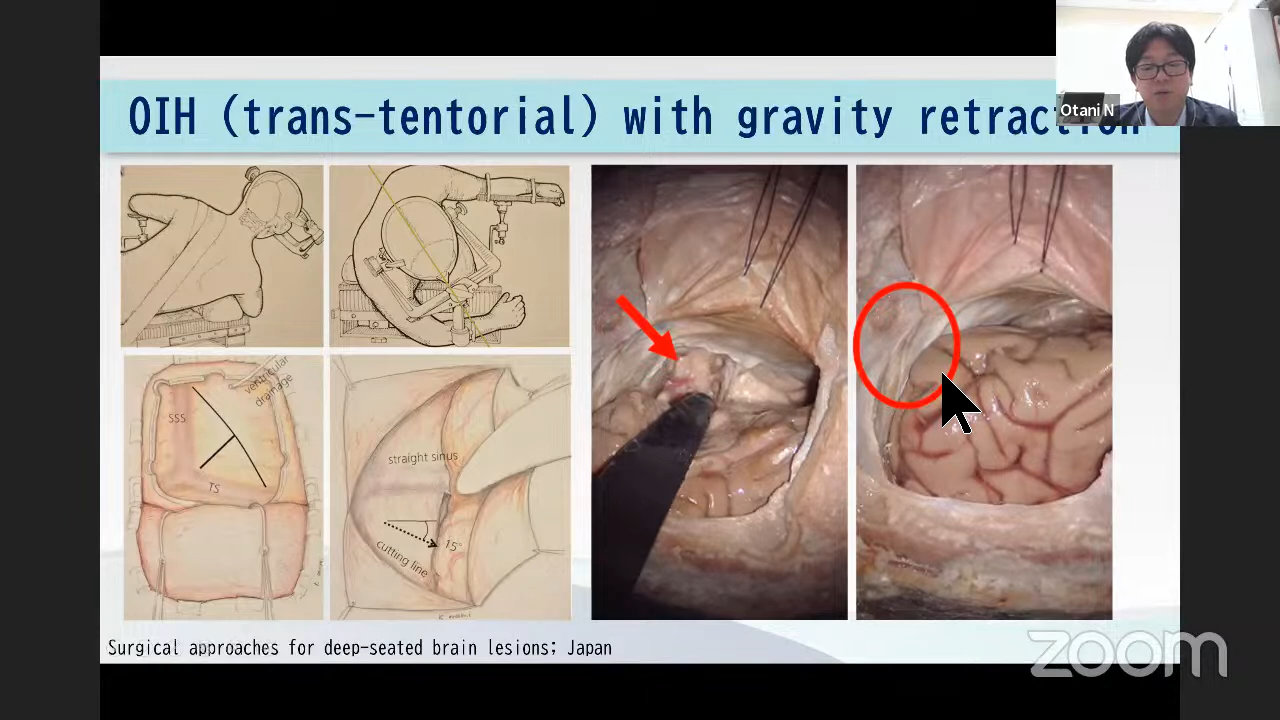 OIH (trans-tentorial) with gravity retraction
Otani N
ventricular
drainage
SSS
TS
straight sinus
15°
cutting line
Surgical approaches for deep-seated brain lesions; Japan
zoom